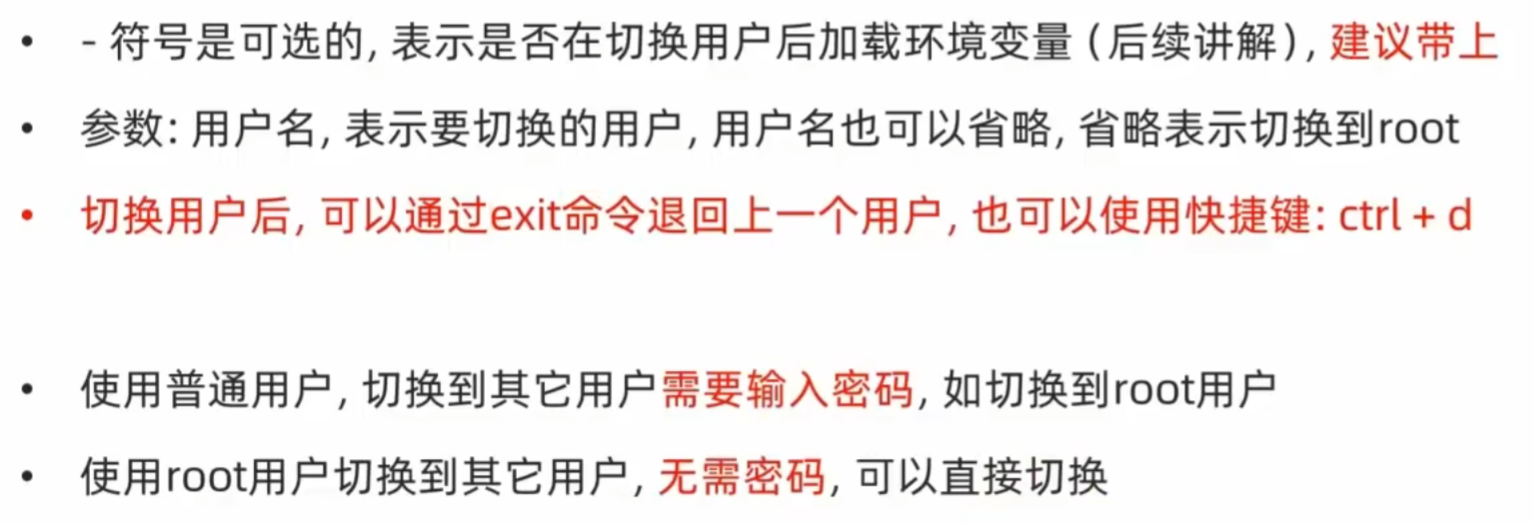 • - 符号是可选的, 表示是否在切换用户后加载环境变量（后续讲解）, 建议带上
• 参数: 用户名, 表示要切换的用户, 用户名也可以省略, 省略表示切换到root
• 切换用户后, 可以通过exit命令退回上一个用户, 也可以使用快捷键: ctrl + d
• 使用普通用户, 切换到其它用户需要输入密码, 如切换到root用户
• 使用root用户切换到其它用户, 无需密码, 可以直接切换